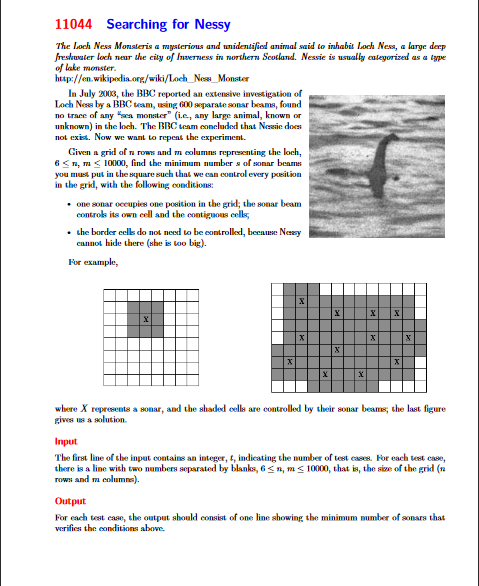 11044 Searching for Nessy
The Loch Ness Monsteris a mysterious and unidentified animal said to inhabit Loch Ness, a large deep
freshwater loch near the city of Inverness in northern Scotland. Nessie is usually categorized as a type
of lake monster.
http://en.wikipedia.org/wiki/Loch_Ness_Monster
In July 2003, the BBC reported an extensive investigation of
Loch Ness by a BBC team, using 600 separate sonar beams, found
no trace of any "sea monster" (i.e., any large animal, known or
unknown) in the loch. The BBC team concluded that Nessie does
not exist. Now we want to repeat the experiment.
Given a grid of n rows and m columns representing the loch,
6 ≤ n, m ≤ 10000, find the minimum number s of sonar beams
you must put in the square such that we can control every position
in the grid, with the following conditions:
• one sonar occupies one position in the grid; the sonar beam
controls its own cell and the contiguous cells;
• the border cells do not need to be controlled, because Nessy
cannot hide there (she is too big).
For example,
X
X
X X X
X X X
X
X X
X X
where X represents a sonar, and the shaded cells are controlled by their sonar beams; the last figure
gives us a solution.
Input
The first line of the input contains an integer, t, indicating the number of test cases. For each test case,
there is a line with two numbers separated by blanks, 6 ≤ n, m ≤ 10000, that is, the size of the grid (n
rows and m columns).
Output
For each test case, the output should consist of one line showing the minimum number of sonars that
verifies the conditions above.